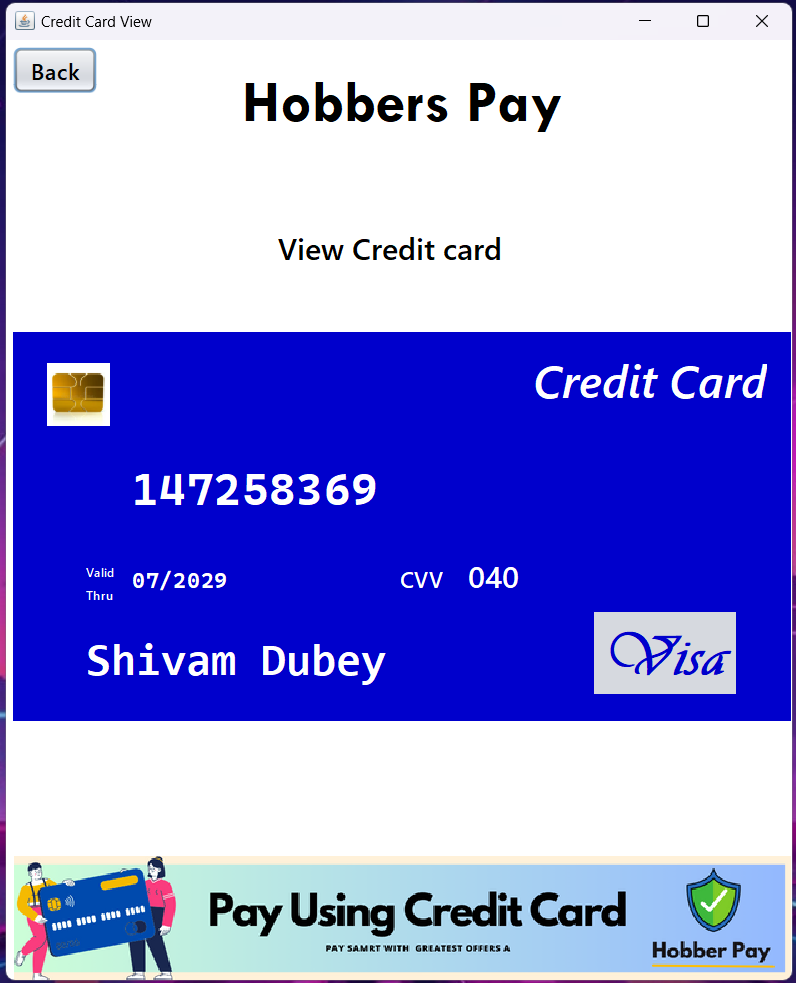 Credit Card View
Back
Hobbers Pay
View Credit card
Credit Card
147258369
Valid
Thru
07/2029
CVV 040
Shivam Dubey
Visa
Pay Using Credit Card
PAY SAMRT WITH GREATEST OFFERS A
Hobber Pay